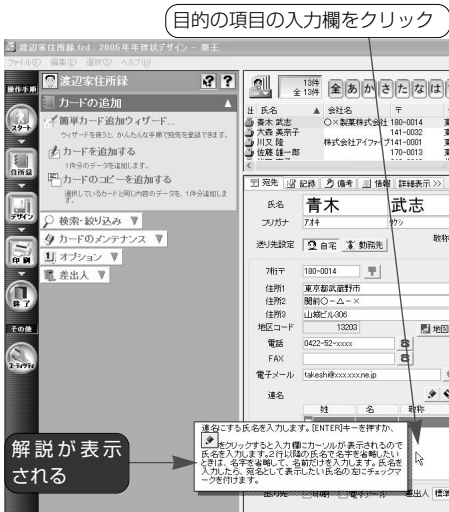 目的の項目の入力欄をクリック
渡辺家住所録.fzd : 2005年年賀状デザイン - 筆王
ファイル(F) 編集(E) 選択(S) ヘルプ(H)
操作手順
スタート
住所録
デザイン
印刷
終了
その他
ユーティリティ
渡辺家住所録
カードの追加
簡単カード追加ウィザード...
ウィザードを使うと、かんたんな手順で宛先を登録できます。
カードを追加する
1件分のデータを追加します。
カードのコピーを追加する
選択しているカードと同じ内容のデータを、1件分追加します。
検索・絞り込み
カードのメンテナンス
オプション
差出人
13件
全 13件
全 あ か さ た な は
氏名 会社名 〒
青木 武志 ○×製菓株式会社 180-0014
大森 美奈子 141-0032
川又 隆 株式会社アイファイブ 141-0001
佐藤 雄一郎 170-0013
宛先 記録 備考 情報 詳細表示>>
氏名 青木 武志
フリガナ アオキ
送り先設定 自宅 勤務先
敬称
7桁〒 180-0014
住所1 東京都武蔵野市
住所2 関前○-△-×
住所3 山城ビル306
地区コード 13203 地図
電話 0422-52-xxxx
FAX
電子メール takeshi@xxx.xxx.ne.jp
連名
姓 名 敬称
連名にする氏名を入力します。[ENTER]キーを押すか、
をクリックすると入力欄にカーソルが表示されるので
氏名を入力します。2行以降の氏名で名字を省略したい
ときは、名字を省略して、名前だけを入力します。氏名を
入力したら、宛名として表示したい氏名の左にチェックマ
ークを付けます。
解説が表示
される
出力先 印刷 電子メール 差出人 標準